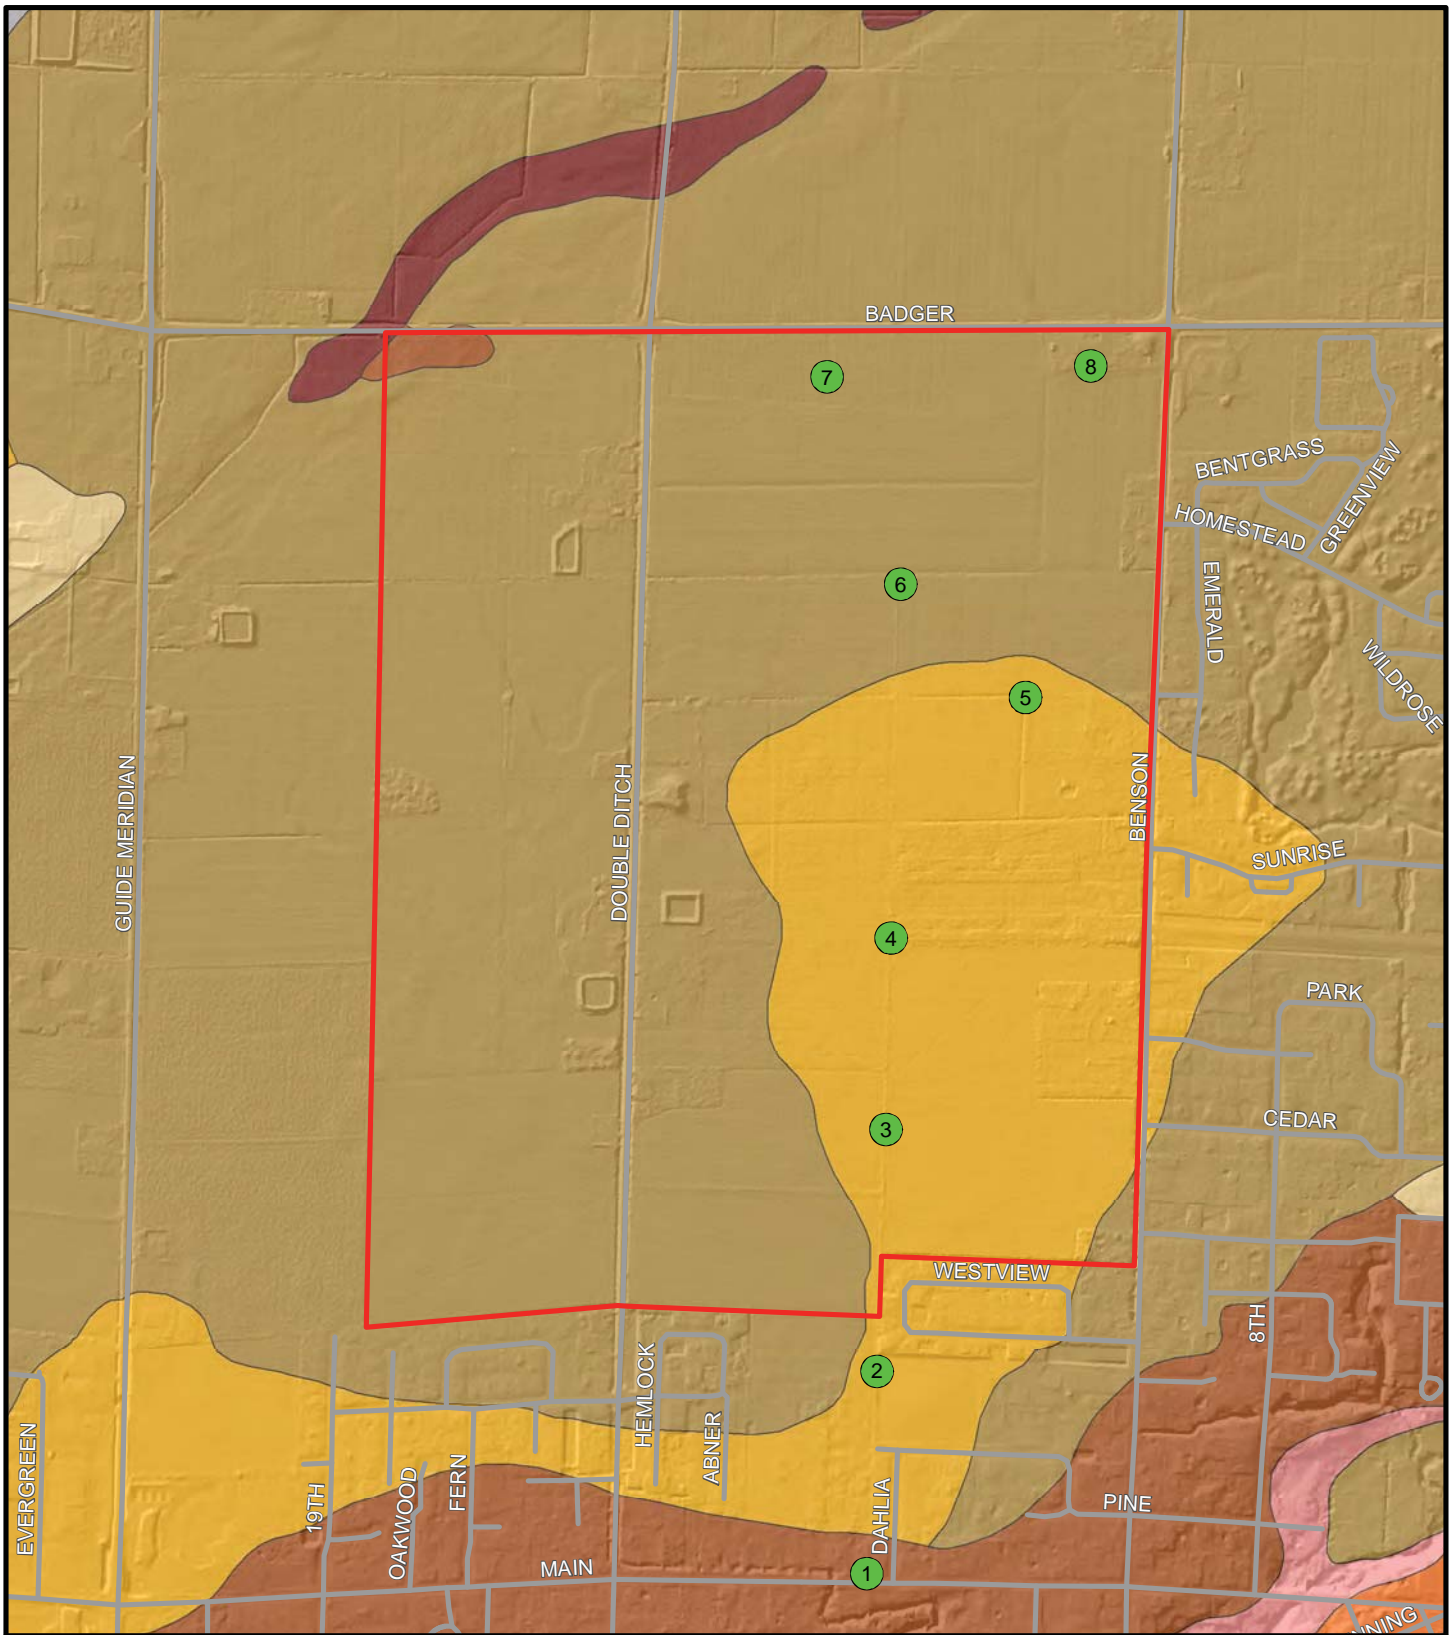 BADGER
7
8
BENTGRASS
GREENVIEW
HOMESTEAD
EMERALD
6
WILDROSE
5
GUIDE MERIDIAN
DOUBLE DITCH
BENSON
SUNRISE
4
PARK
3
CEDAR
WESTVIEW
8TH
2
HEMLOCK
ABNER
EVERGREEN
19TH
OAKWOOD
FERN
DAHLIA
PINE
MAIN
1
NNING